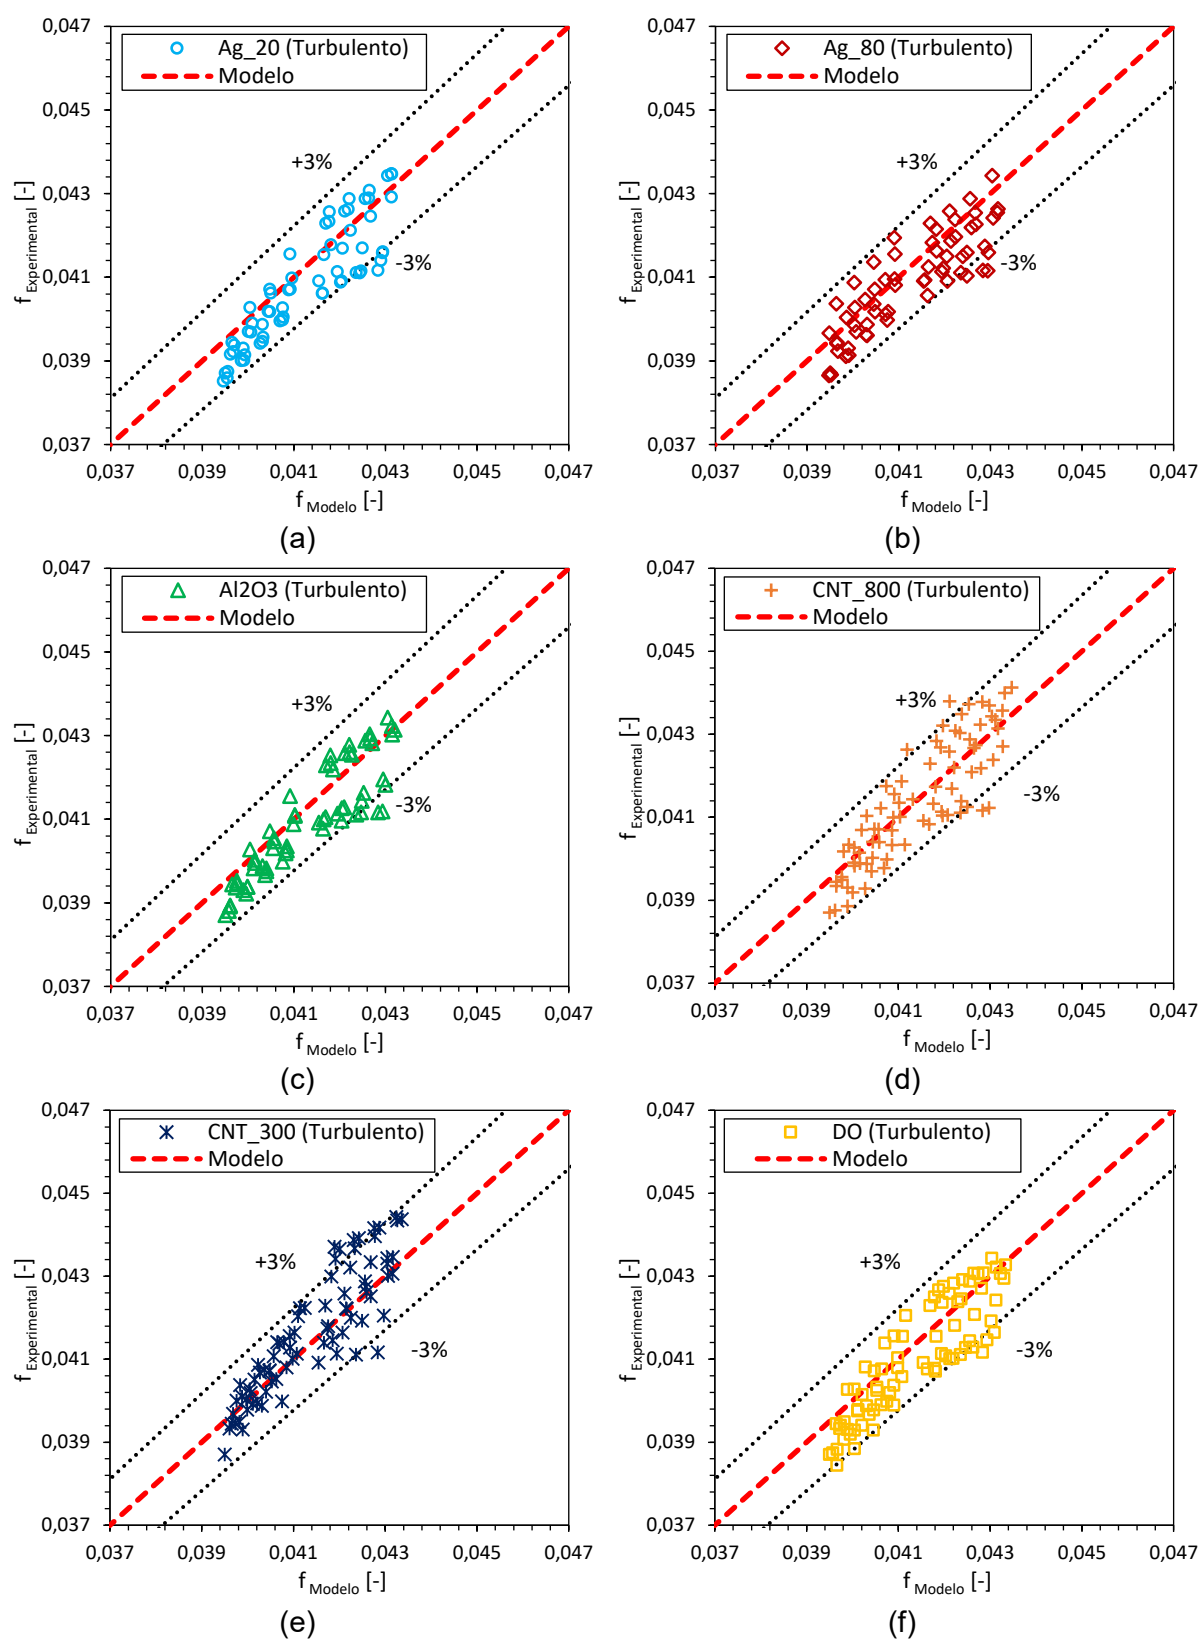 0,047
0,045
0,043
0,041
0,039
0,037
f Experimental [-]
Ag_20 (Turbulento)
Modelo
+3%
-3%
0,037 0,039 0,041 0,043 0,045 0,047
f Modelo [-]
(a)
0,047
0,045
0,043
0,041
0,039
0,037
f Experimental [-]
Ag_80 (Turbulento)
Modelo
+3%
-3%
0,037 0,039 0,041 0,043 0,045 0,047
f Modelo [-]
(b)
0,047
0,045
0,043
0,041
0,039
0,037
f Experimental [-]
Al2O3 (Turbulento)
Modelo
+3%
-3%
0,037 0,039 0,041 0,043 0,045 0,047
f Modelo [-]
(c)
0,047
0,045
0,043
0,041
0,039
0,037
f Experimental [-]
CNT_800 (Turbulento)
Modelo
+3%
-3%
0,037 0,039 0,041 0,043 0,045 0,047
f Modelo [-]
(d)
0,047
0,045
0,043
0,041
0,039
0,037
f Experimental [-]
CNT_300 (Turbulento)
Modelo
+3%
-3%
0,037 0,039 0,041 0,043 0,045 0,047
f Modelo [-]
(e)
0,047
0,045
0,043
0,041
0,039
0,037
f Experimental [-]
DO (Turbulento)
Modelo
+3%
-3%
0,037 0,039 0,041 0,043 0,045 0,047
f Modelo [-]
(f)